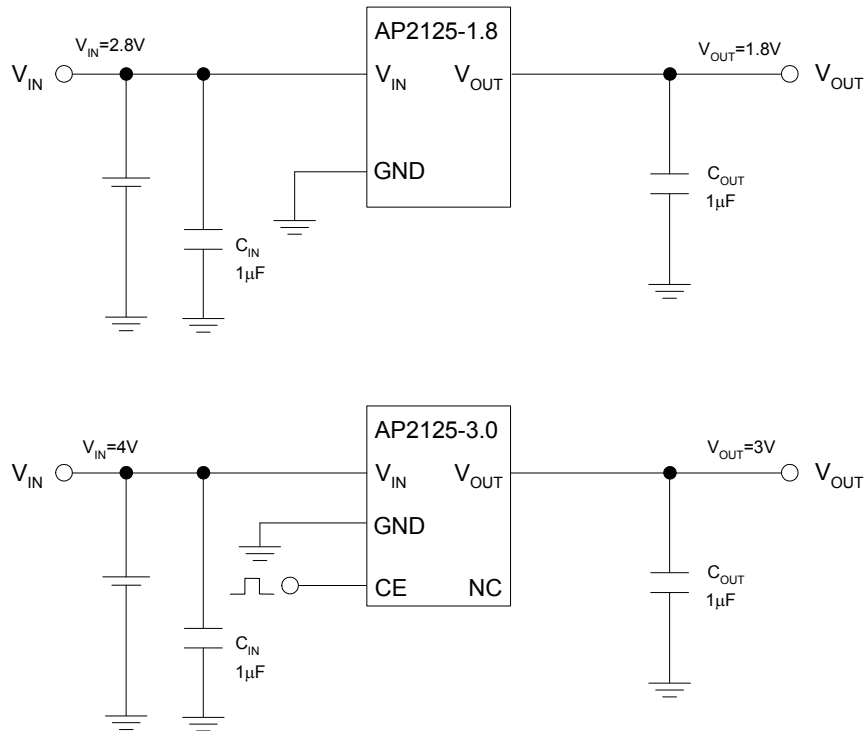 AP2125-1.8
V_IN=2.8V
V_OUT=1.8V
V_IN
V_IN
V_OUT
V_OUT
GND
C_OUT
1μF
C_IN
1μF
AP2125-3.0
V_IN=4V
V_OUT=3V
V_IN
V_IN
V_OUT
V_OUT
GND
CE
NC
C_OUT
1μF
C_IN
1μF